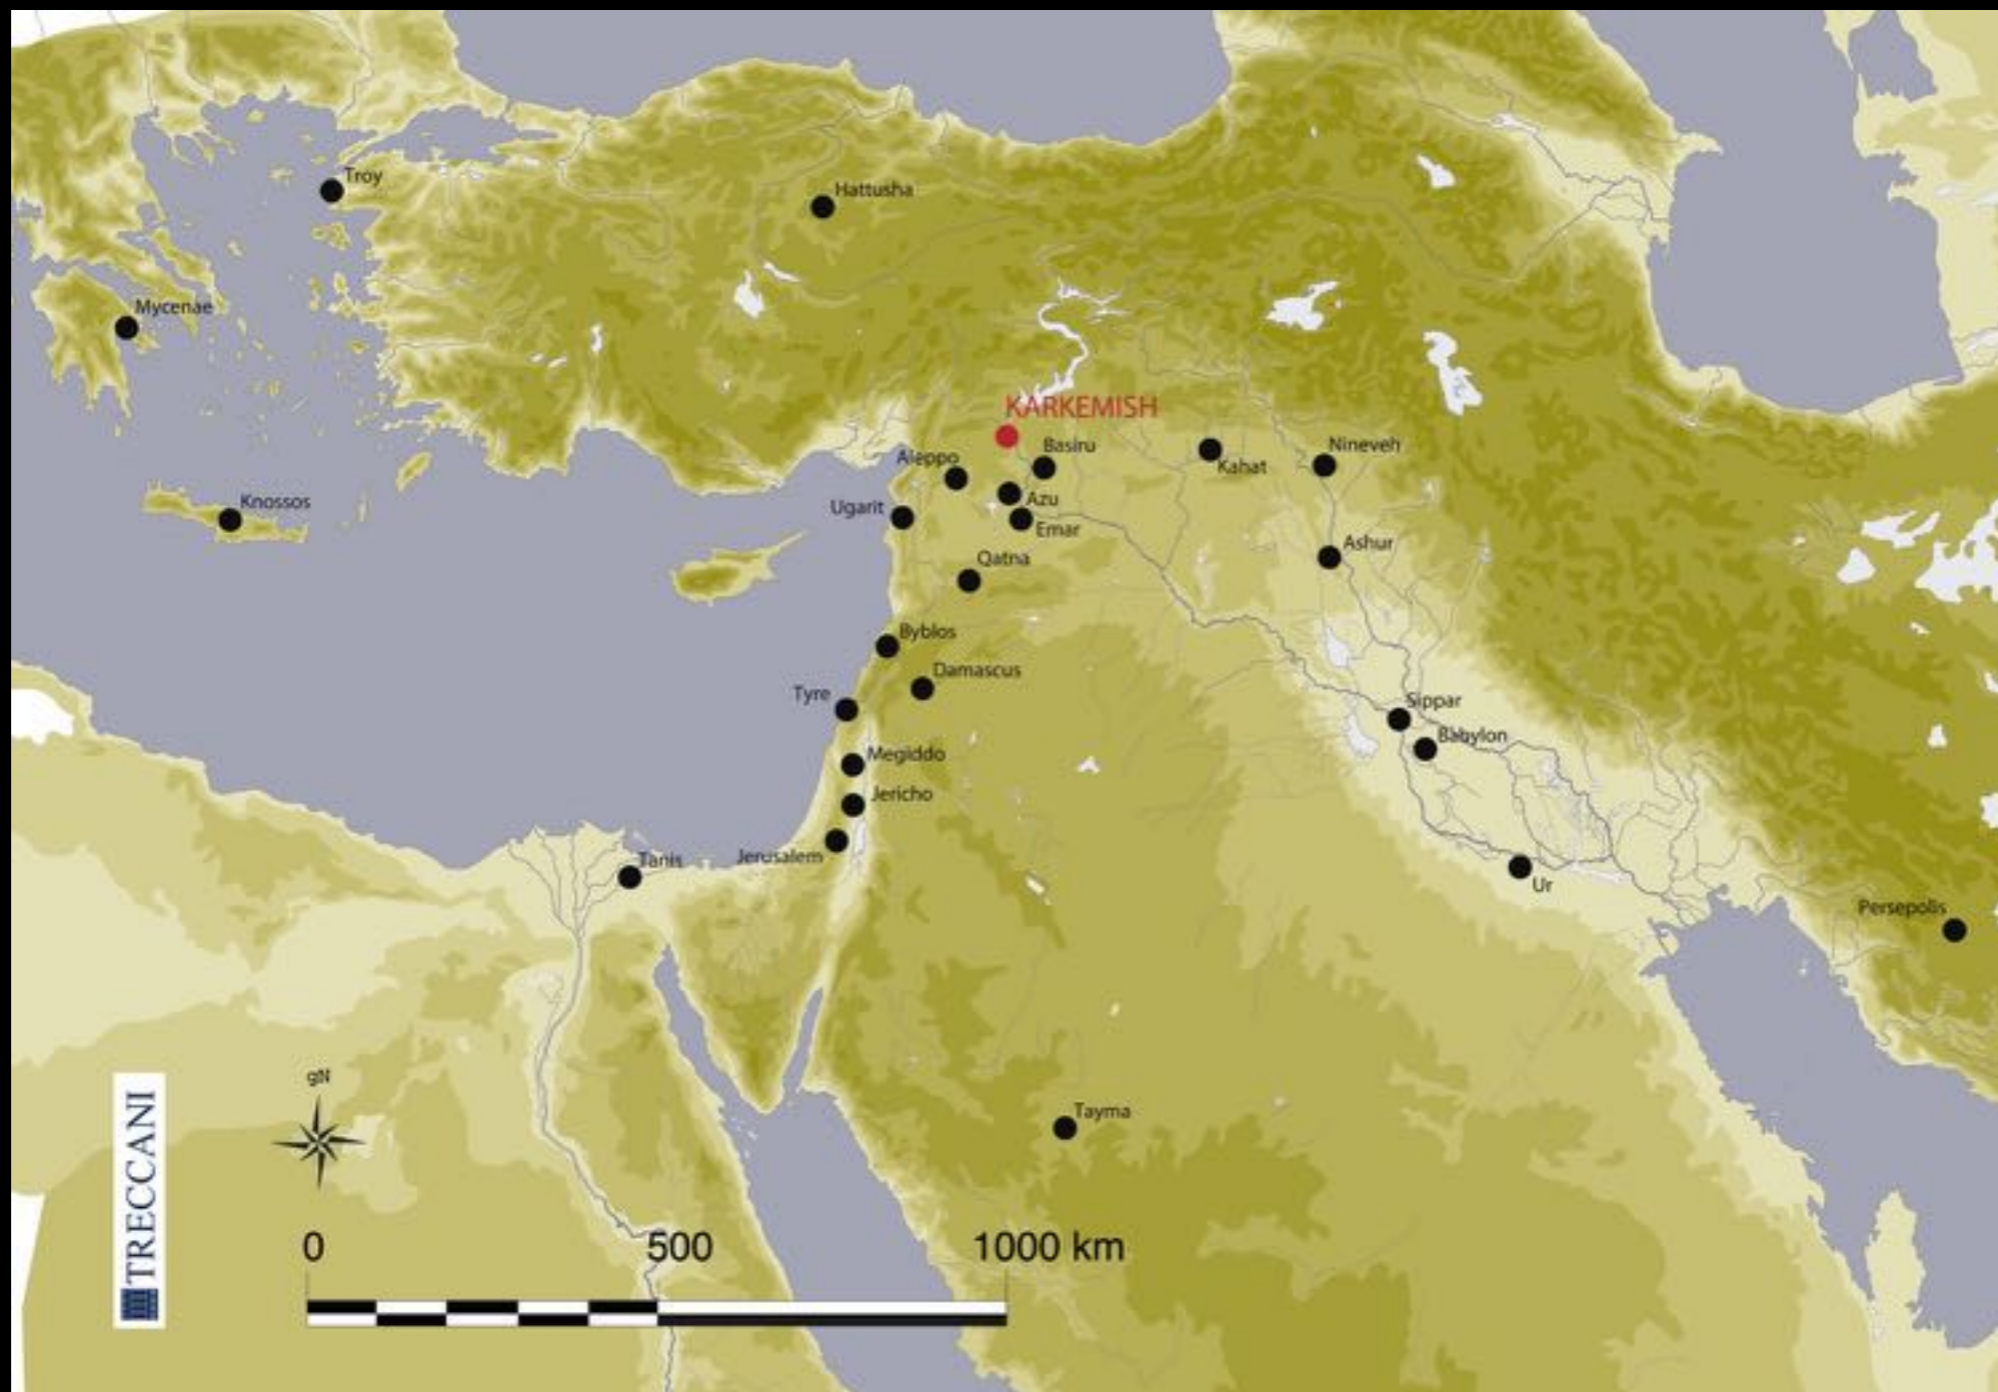 Troy
Hattusha
Mycenae
KARKEMISH
Basiru
Nineveh
Aleppo
Kahat
Knossos
Azu
Ugarit
Emar
Ashur
Qatna
Byblos
Damascus
Tyre
Sippar
Babylon
Megiddo
Jericho
Jerusalem
Tanis
Ur
Persepolis
gN
Tayma
TRECCANI
0 500 1000 km